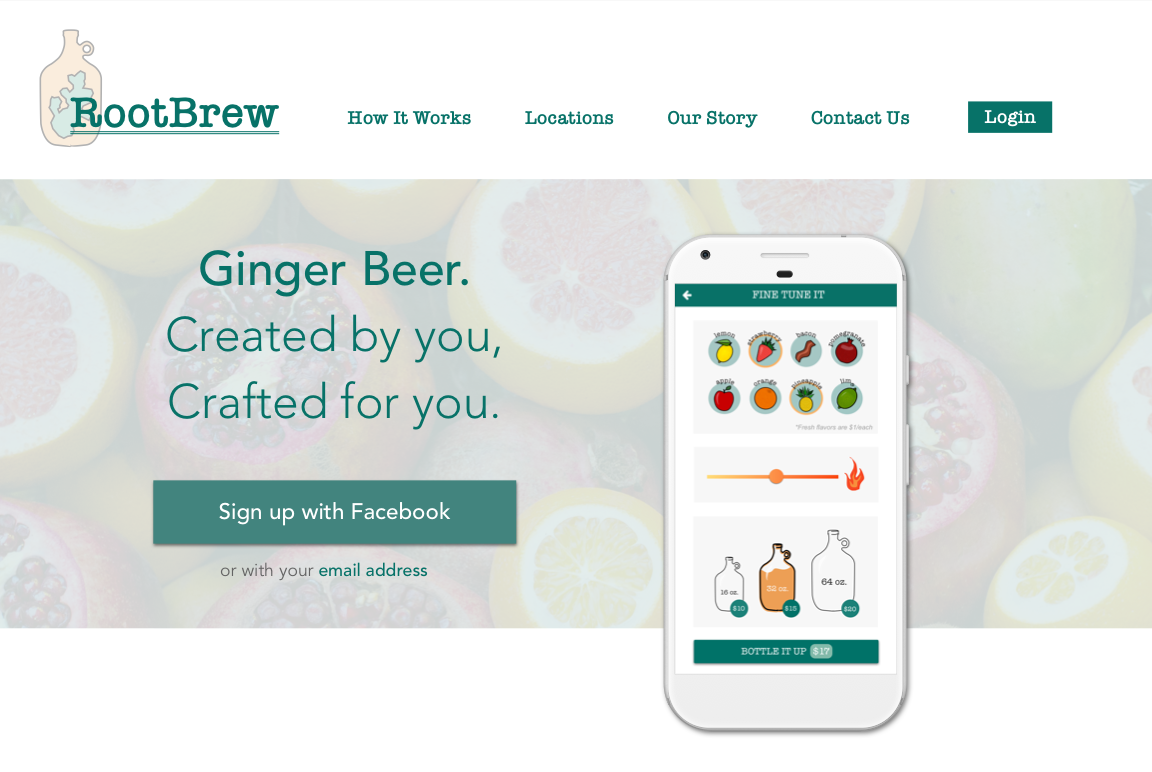 RootBrew
How It Works
Locations
Our Story
Contact Us
Login
Ginger Beer.
Created by you,
Crafted for you.
Sign up with Facebook
or with your email address
FINE TUNE IT
lemon
strawberry
bacon
pomegranate
apple
orange
pineapple
lime
*Fresh flavors are $1/each
16 oz.
$10
32 oz.
$15
64 oz.
$20
BOTTLE IT UP $17